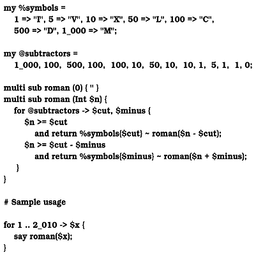 my %symbols =
1 => "I", 5 => "V", 10 => "X", 50 => "L", 100 => "C",
500 => "D", 1_000 => "M";
my @subtractors =
1_000, 100, 500, 100, 100, 10, 50, 10, 10, 1, 5, 1, 1, 0;
multi sub roman (0) { '' }
multi sub roman (Int $n) {
for @subtractors -> $cut, $minus {
$n >= $cut
and return %symbols{$cut} ~ roman($n - $cut);
$n >= $cut - $minus
and return %symbols{$minus} ~ roman($n + $minus);
}
}
# Sample usage
for 1 .. 2_010 -> $x {
say roman($x);
}